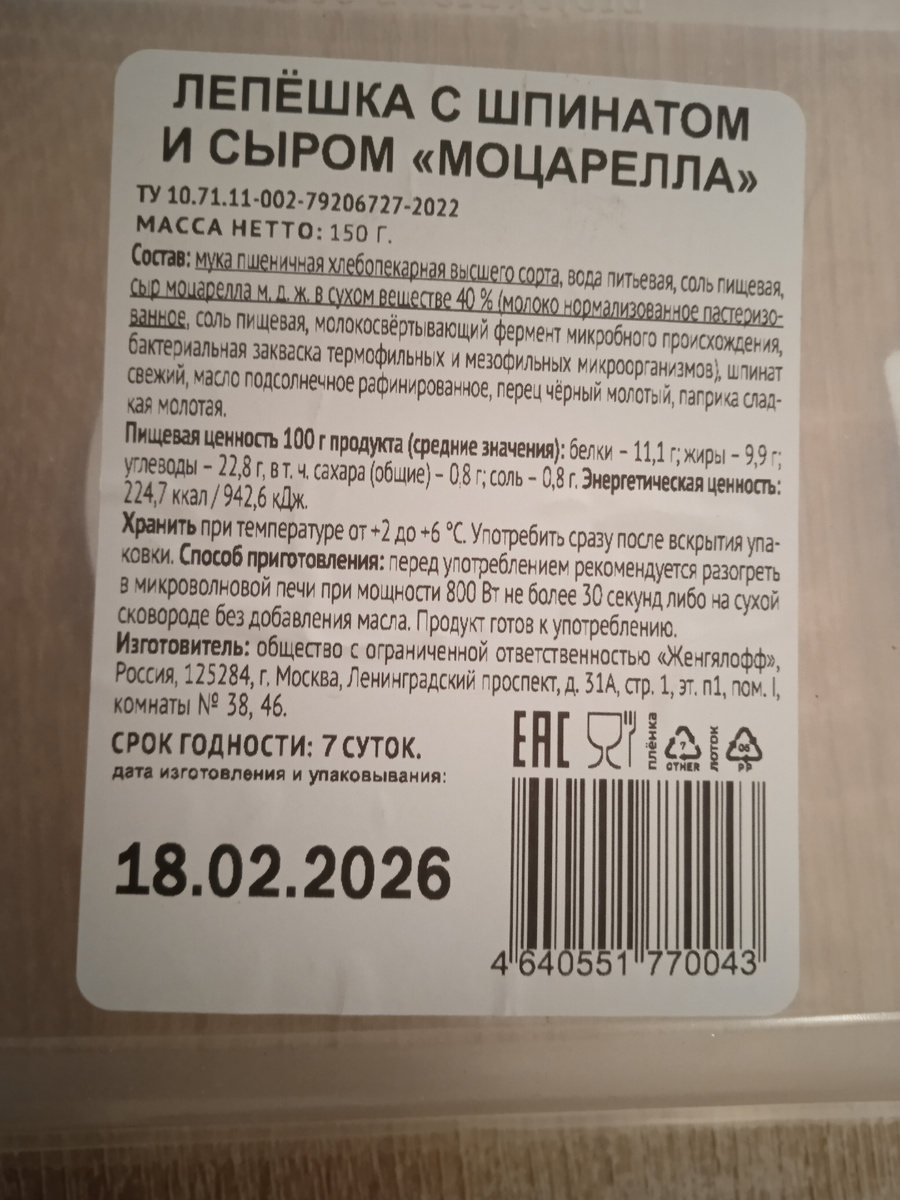 ЛЕПЁШКА С ШПИНАТОМ
И СЫРОМ «МОЦАРЕЛЛА»
ТУ 10.71.11-002-79206727-2022
МАССА НЕТТО: 150 Г.
Состав: мука пшеничная хлебопекарная высшего сорта, вода питьевая, соль пищевая,
сыр моцарелла м. д. ж. в сухом веществе 40 % (молоко нормализованное пастеризо-
ванное, соль пищевая, молокосвёртывающий фермент микробного происхождения,
бактериальная закваска термофильных и мезофильных микроорганизмов), шпинат
свежий, масло подсолнечное рафинированное, перец чёрный молотый, паприка слад-
кая молотая.
Пищевая ценность 100 г продукта (средние значения): белки – 11,1 г; жиры – 9,9 г;
углеводы – 22,8 г, в т. ч. сахара (общие) – 0,8 г; соль – 0,8 г. Энергетическая ценность:
224,7 ккал / 942,6 кДж.
Хранить при температуре от +2 до +6 °C. Употребить сразу после вскрытия упа-
ковки. Способ приготовления: перед употреблением рекомендуется разогреть
в микроволновой печи при мощности 800 Вт не более 30 секунд либо на сухой
сковороде без добавления масла. Продукт готов к употреблению.
Изготовитель: общество с ограниченной ответственностью «Женгялофф»,
Россия, 125284, г. Москва, Ленинградский проспект, д. 31А, стр. 1, эт. п1, пом. I,
комнаты № 38, 46.
СРОК ГОДНОСТИ: 7 СУТОК.
дата изготовления и упаковывания:
18.02.2026
EAC
плёнка
7
OTHER
лоток
05
PP
4 640551 770043